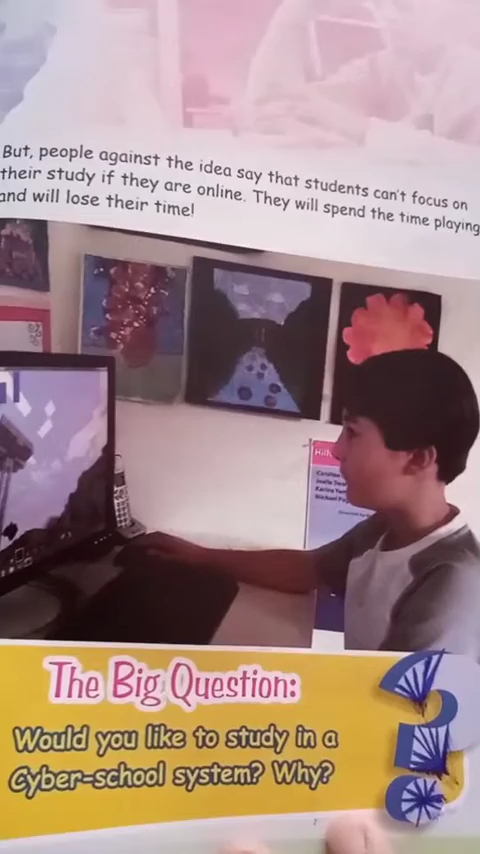 But, people against the idea say that students can't focus on
their study if they are online. They will spend the time playing
and will lose their time!
The Big Question:
Would you like to study in a
Cyber-school system? Why?